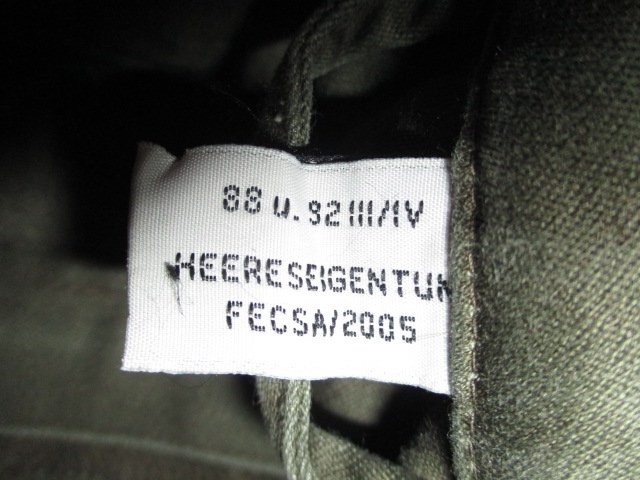 88 u. 92 III/IV
HEERESEIGENTUM
FECSA/2005